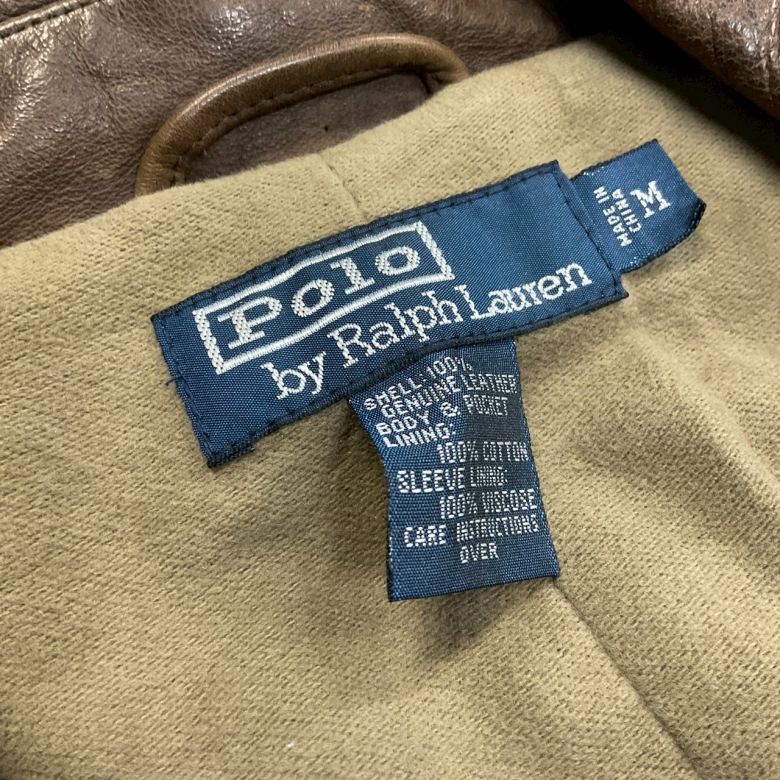 Polo
by Ralph Lauren
M
MADE IN
CHINA
SHELL: 100%
GENUINE LEATHER
BODY & POCKET
LINING:
100% COTTON
SLEEVE LINING:
100% VISCOSE
CARE INSTRUCTIONS
OVER